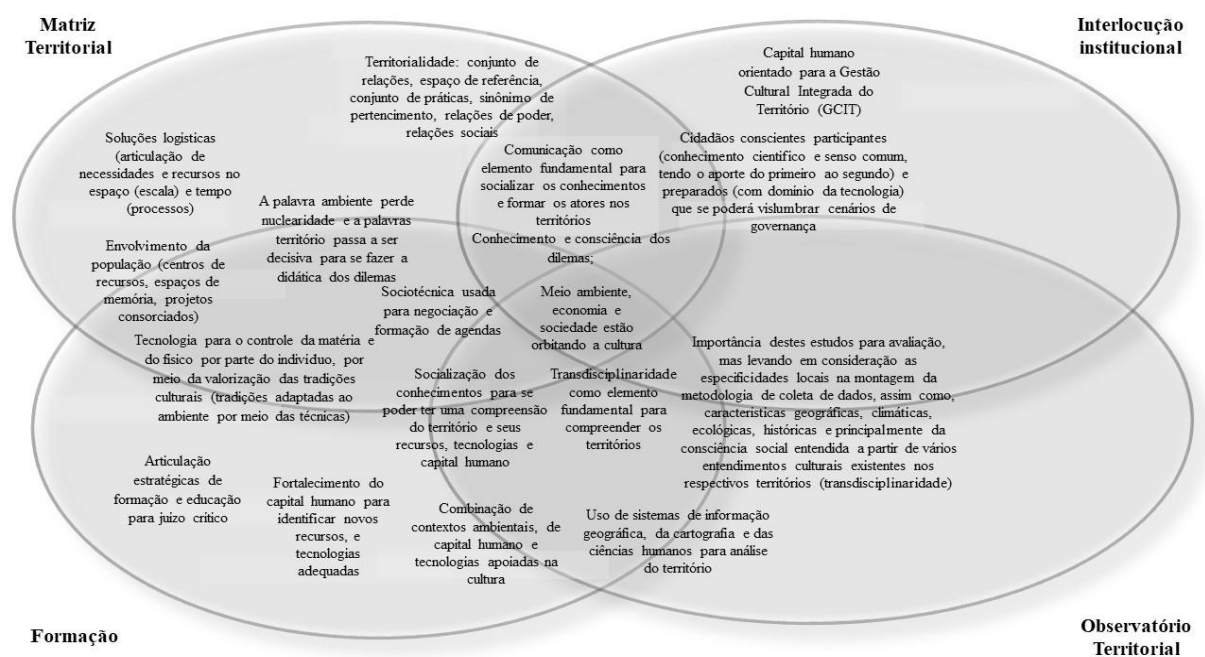 Matriz
Territorial
Interlocução
institucional
Territorialidade: conjunto de
relações, espaço de referência,
conjunto de práticas, sinônimo de
pertencimento, relações de poder,
relações sociais
Capital humano
orientado para a Gestão
Cultural Integrada do
Território (GCIT)
Soluções logísticas
(articulação de
necessidades e recursos no
espaço (escala) e tempo
(processos)
Comunicação como
elemento fundamental para
socializar os conhecimentos
e formar os atores nos
territórios
Conhecimento e consciência dos
dilemas;
Cidadãos conscientes participantes
(conhecimento cientifico e senso comum,
tendo o aporte do primeiro ao segundo) e
preparados (com dominio da tecnologia)
que se poderá vislumbrar cenários de
governança
A palavra ambiente perde
nuclearidade e a palavras
território passa a ser
decisiva para se fazer a
didática dos dilemas
Envolvimento da
população (centros de
recursos, espaços de
memória, projetos
consorciados)
Sociotécnica usada
para negociação e
formação de agendas
Meio ambiente,
economia e
sociedade estão
orbitando a cultura
Tecnologia para o controle da matéria e
do físico por parte do individuo, por
meio da valorização das tradições
culturais (tradições adaptadas ao
ambiente por meio das técnicas)
Socialização dos
conhecimentos para se
poder ter uma compreensão
do território e seus
recursos, tecnologias e
capital humano
Transdisciplinaridade
como elemento
fundamental para
compreender os
territórios
Importância destes estudos para avaliação,
mas levando em consideração as
especificidades locais na montagem da
metodologia de coleta de dados, assim como,
caracteristicas geográficas, climáticas,
ecológicas, históricas e principalmente da
consciência social entendida a partir de vários
entendimentos culturais existentes nos
respectivos territórios (transdisciplinaridade)
Articulação
estratégicas de
formação e educação
para juizo critico
Fortalecimento do
capital humano para
identificar novos
recursos, e
tecnologias
adequadas
Combinação de
contextos ambientais, de
capital humano e
tecnologias apoiadas na
cultura
Uso de sistemas de informação
geográfica, da cartografia e das
ciências humanos para análise
do território
Formação
Observatório
Territorial